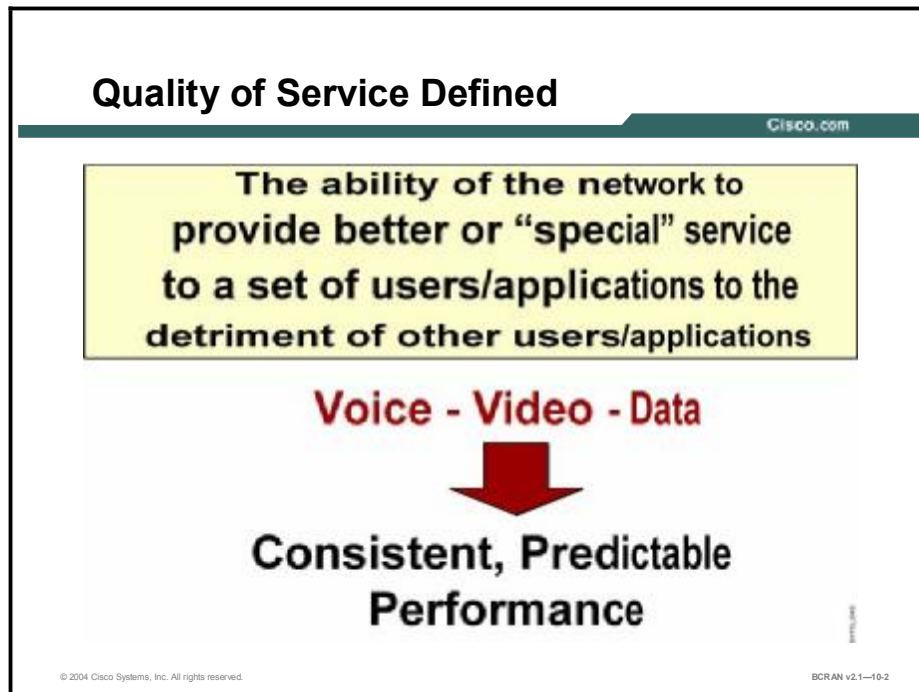 Quality of Service Defined
Cisco.com
The ability of the network to
provide better or “special” service
to a set of users/applications to the
detriment of other users/applications
Voice - Video - Data
Consistent, Predictable
Performance
© 2004 Cisco Systems, Inc. All rights reserved.
BCRAN v2.1—10-2